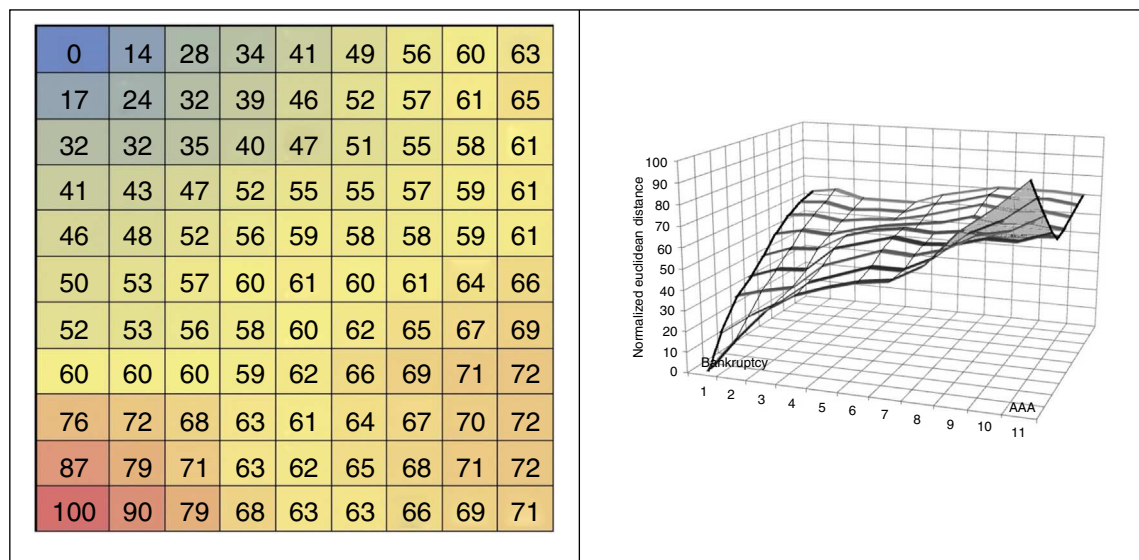 0 14 28 34 41 49 56 60 63
17 24 32 39 46 52 57 61 65
32 32 35 40 47 51 55 58 61
41 43 47 52 55 55 57 59 61
46 48 52 56 59 58 58 59 61
50 53 57 60 61 60 61 64 66
52 53 56 58 60 62 65 67 69
60 60 60 59 62 66 69 71 72
76 72 68 63 61 64 67 70 72
87 79 71 63 62 65 68 71 72
100 90 79 68 63 63 66 69 71
Normalized euclidean distance
100
90
80
70
60
50
40
30
20
10
0
Bankruptcy
AAA
1 2 3 4 5 6 7 8 9 10 11